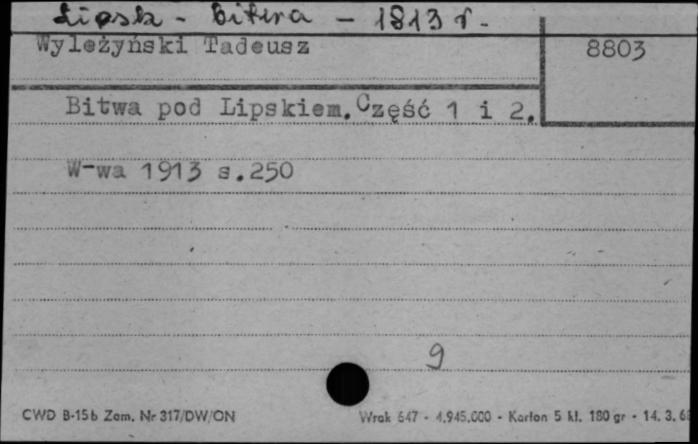 Lipsk - bitwa - 1813 r.
Wyleżyński Tadeusz
8803
Bitwa pod Lipskiem. Część 1 i 2.
W-wa 1913 s.250
9
CWD B-15b Zam. Nr 317/DW/ON
Wrak 647 - 4.945.000 - Karton 5 kl. 180 gr - 14. 3. 6